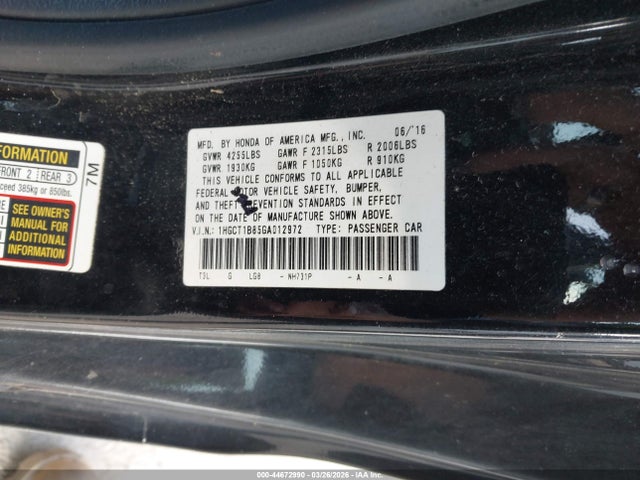 FORMATION
FRONT 2 REAR 3
ceed 385kg or 850lbs.
SEE OWNER'S
MANUAL FOR
ADDITIONAL
INFORMATION
7M
MFD. BY HONDA OF AMERICA MFG., INC. 06/'16
GVWR 4255LBS GAWR F 2315LBS R 2006LBS
GVWR 1930KG GAWR F 1050KG R 910KG
THIS VEHICLE CONFORMS TO ALL APPLICABLE
FEDERAL MOTOR VEHICLE SAFETY, BUMPER,
AND THEFT PREVENTION STANDARDS IN EFFECT
ON THE DATE OF MANUFACTURE SHOWN ABOVE.
V.I.N.: 1HGCT1B85GA012972 TYPE: PASSENGER CAR
T3L G LG8 - NH731P - A - A
000-44672990 | 03/26/2026 | IAA INC